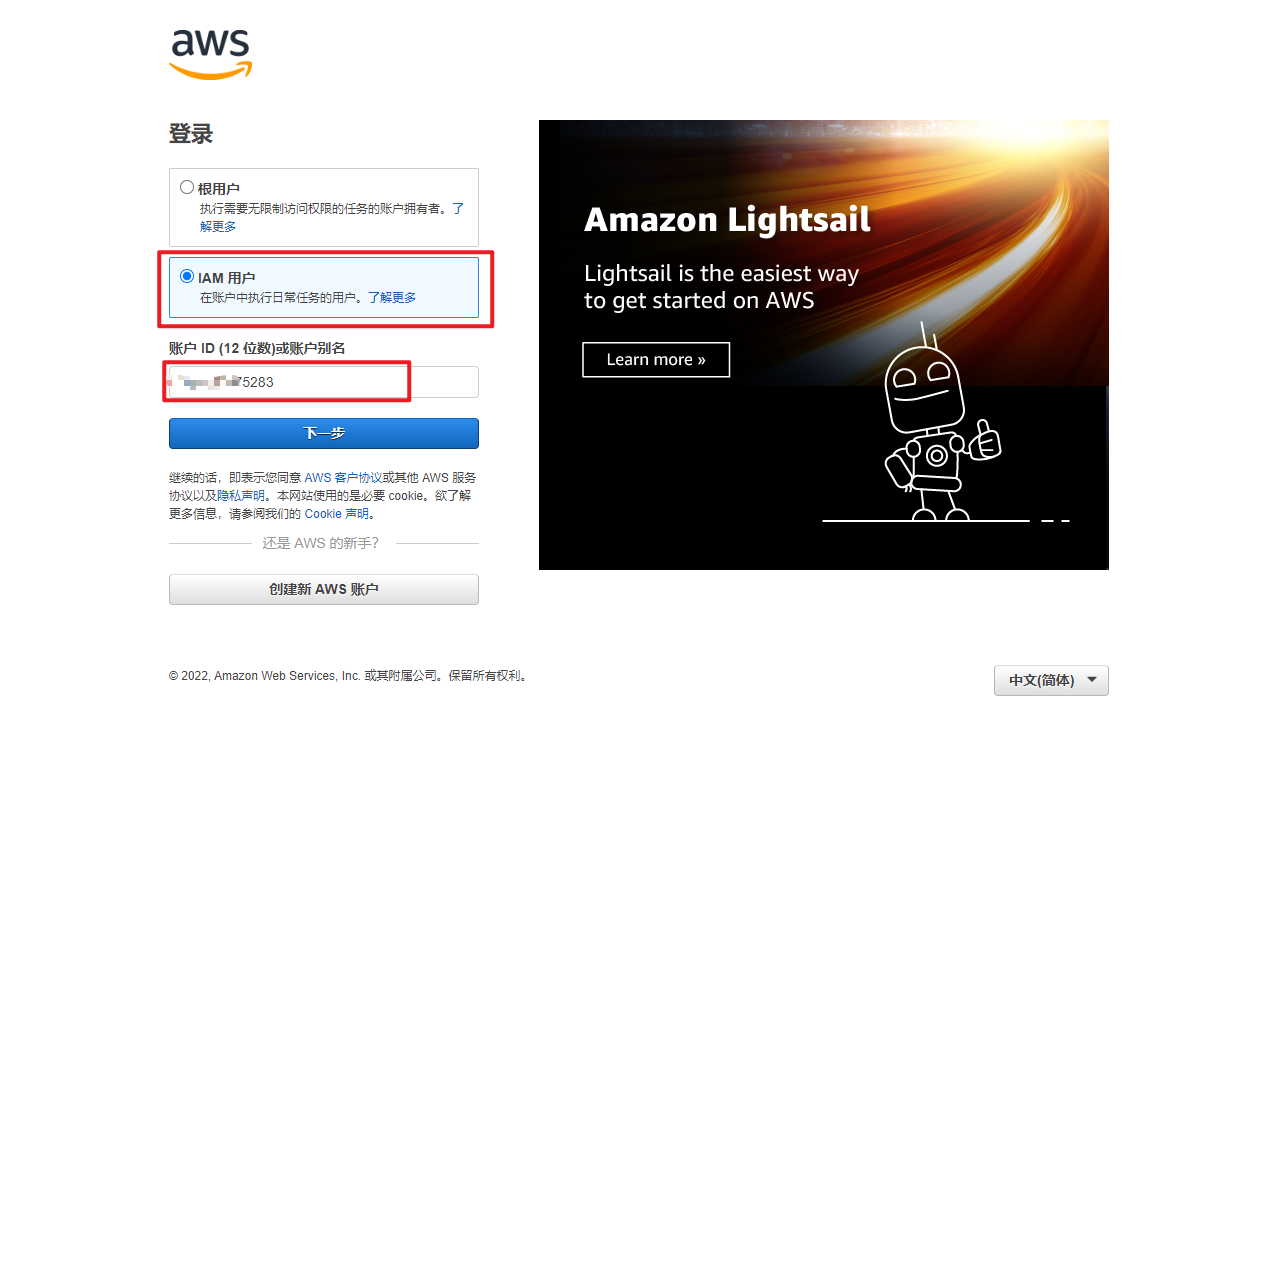 aws
登录
根用户
执行需要无限制访问权限的任务的账户拥有者。了
解更多
IAM 用户
在账户中执行日常任务的用户。了解更多
账户 ID (12 位数)或账户别名
75283
下一步
继续的话，即表示您同意 AWS 客户协议或其他 AWS 服务
协议以及隐私声明。本网站使用的是必要 cookie。欲了解
更多信息，请参阅我们的 Cookie 声明。
还是 AWS 的新手?
创建新 AWS 账户
Amazon Lightsail
Lightsail is the easiest way
to get started on AWS
Learn more »
© 2022, Amazon Web Services, Inc. 或其附属公司。保留所有权利。
中文(简体)